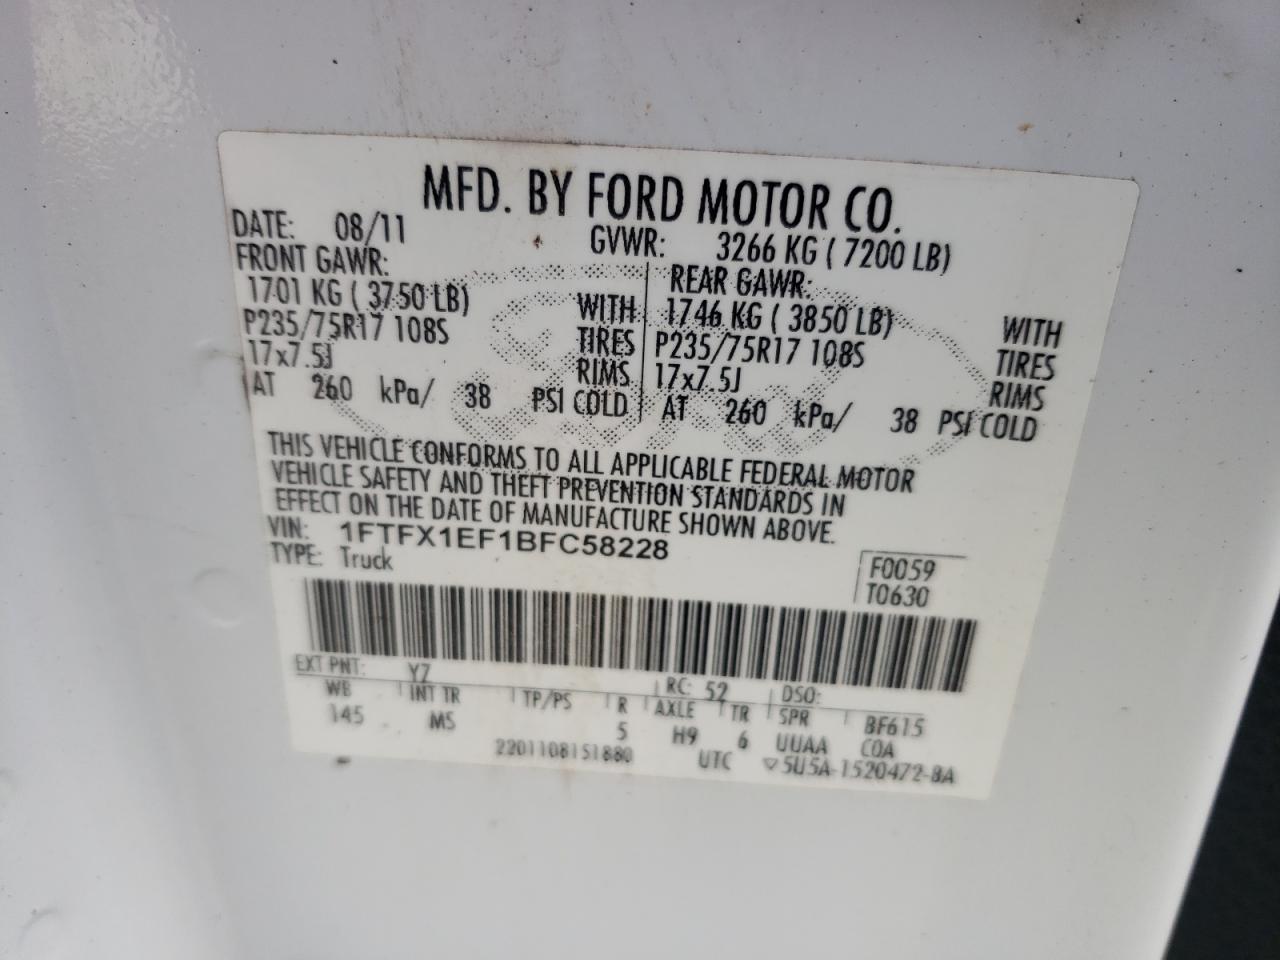 MFD. BY FORD MOTOR CO.
DATE: 08/11 GVWR: 3266 KG ( 7200 LB)
FRONT GAWR: REAR GAWR:
1701 KG ( 3750 LB) WITH 1746 KG ( 3850 LB) WITH
P235/75R17 108S TIRES P235/75R17 108S TIRES
17x7.5J RIMS 17x7.5J RIMS
AT 260 kPa/ 38 PSI COLD AT 260 kPa/ 38 PSI COLD
THIS VEHICLE CONFORMS TO ALL APPLICABLE FEDERAL MOTOR
VEHICLE SAFETY AND THEFT PREVENTION STANDARDS IN
EFFECT ON THE DATE OF MANUFACTURE SHOWN ABOVE.
VIN: 1FTFX1EF1BFC58228
TYPE: Truck
F0059
T0630
EXT PNT: YZ RC: 52 DSO:
WB INT TR TP/PS R AXLE TR SPR BF615
145 MS 5 H9 6 UUAA COA
2201108151880 UTC ▽5U5A-1520472-BA